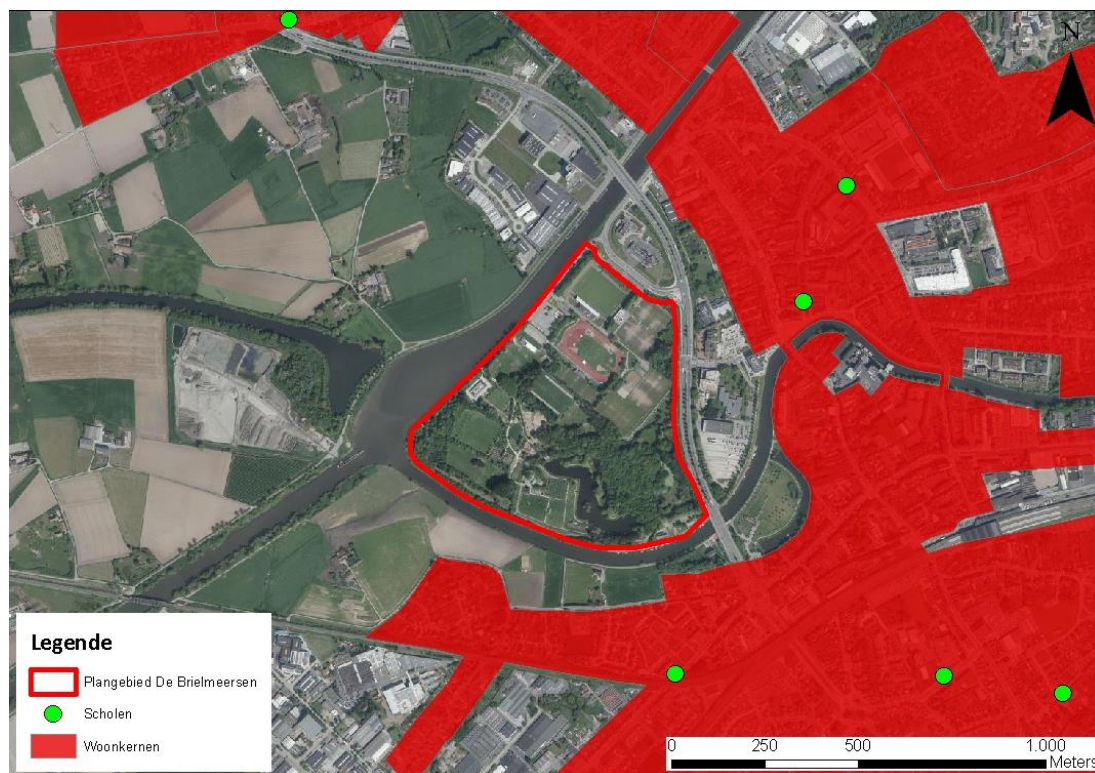 N
Legende
Plangebied De Brielmeersen
Scholen
Woonkernen
0 250 500 1.000
Meters